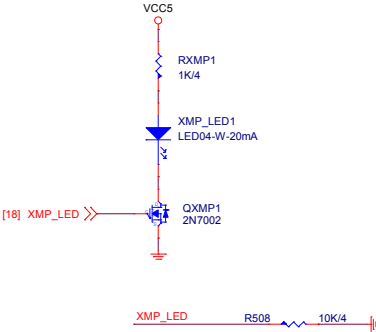 VCC5
RXMP1
1K/4
XMP_LED1
LED04-W-20mA
[18] XMP_LED
QXMP1
2N7002
XMP_LED R508 10K/4